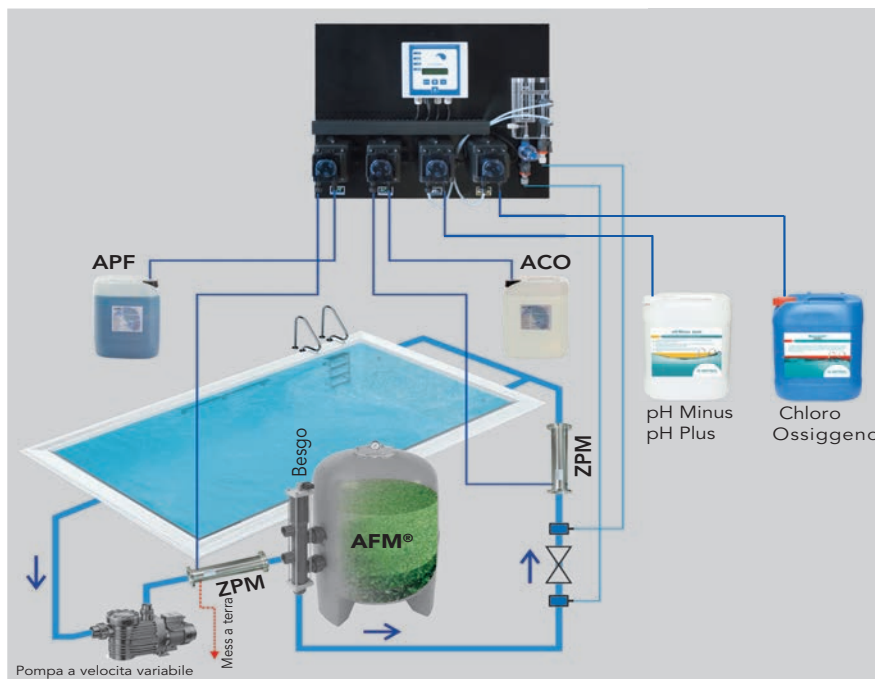 APF
ACO
pH Minus
pH Plus
Chloro
Ossiggeno
ZPM
Besgo
AFM®
ZPM
Mess a terra
Pompa a velocita variabile